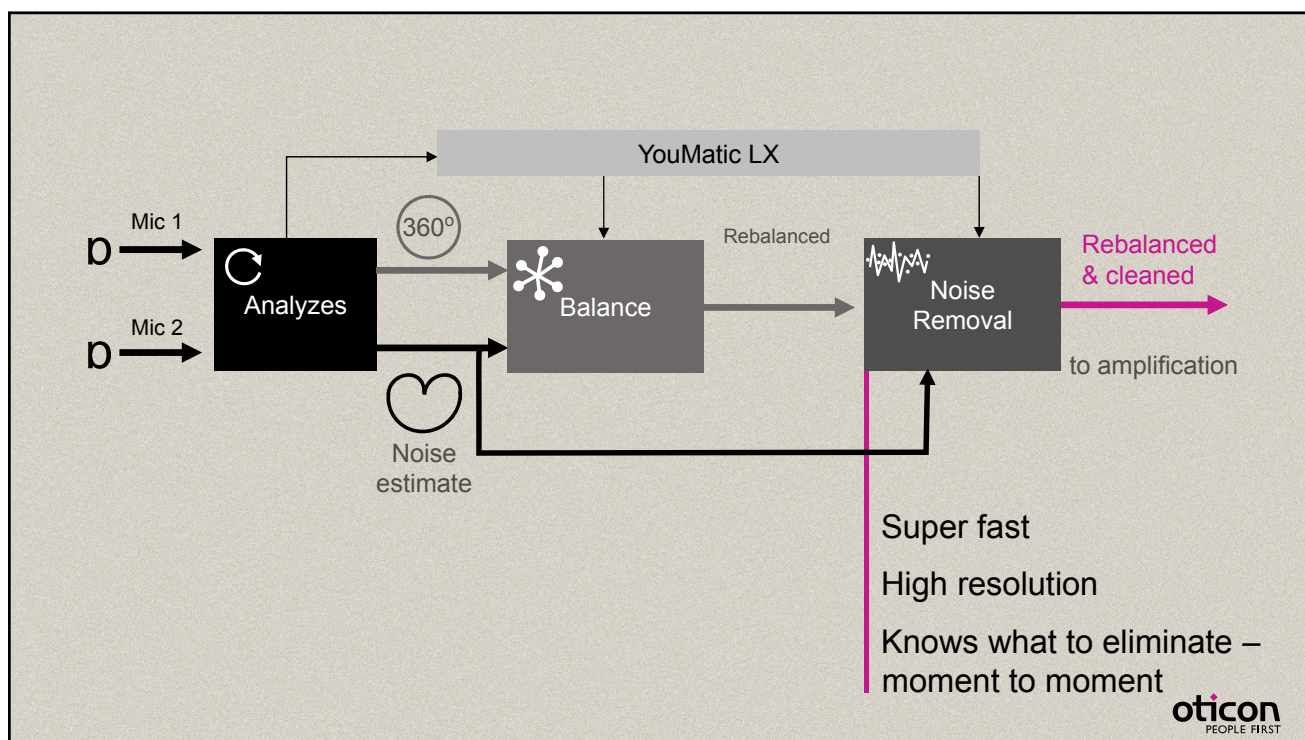 YouMatic LX
Mic 1
360º
Rebalanced
Rebalanced
& cleaned
Analyzes
Balance
Noise
Removal
Mic 2
to amplification
Noise
estimate
Super fast
High resolution
Knows what to eliminate –
moment to moment
oticon
PEOPLE FIRST